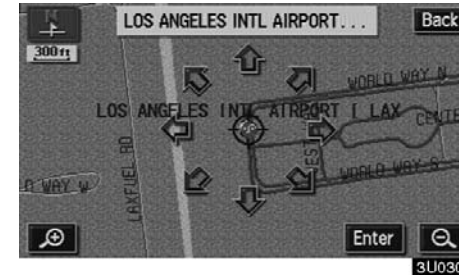 N
LOS ANGELES INTL AIRPORT...
Back
300ft
WORLD WAY N
LOS ANGELES INTL AIRPORT I LAX
CENTE
WEST
WORLD WAY S
LAXFUEL RD
D WAY W
Enter
3U030